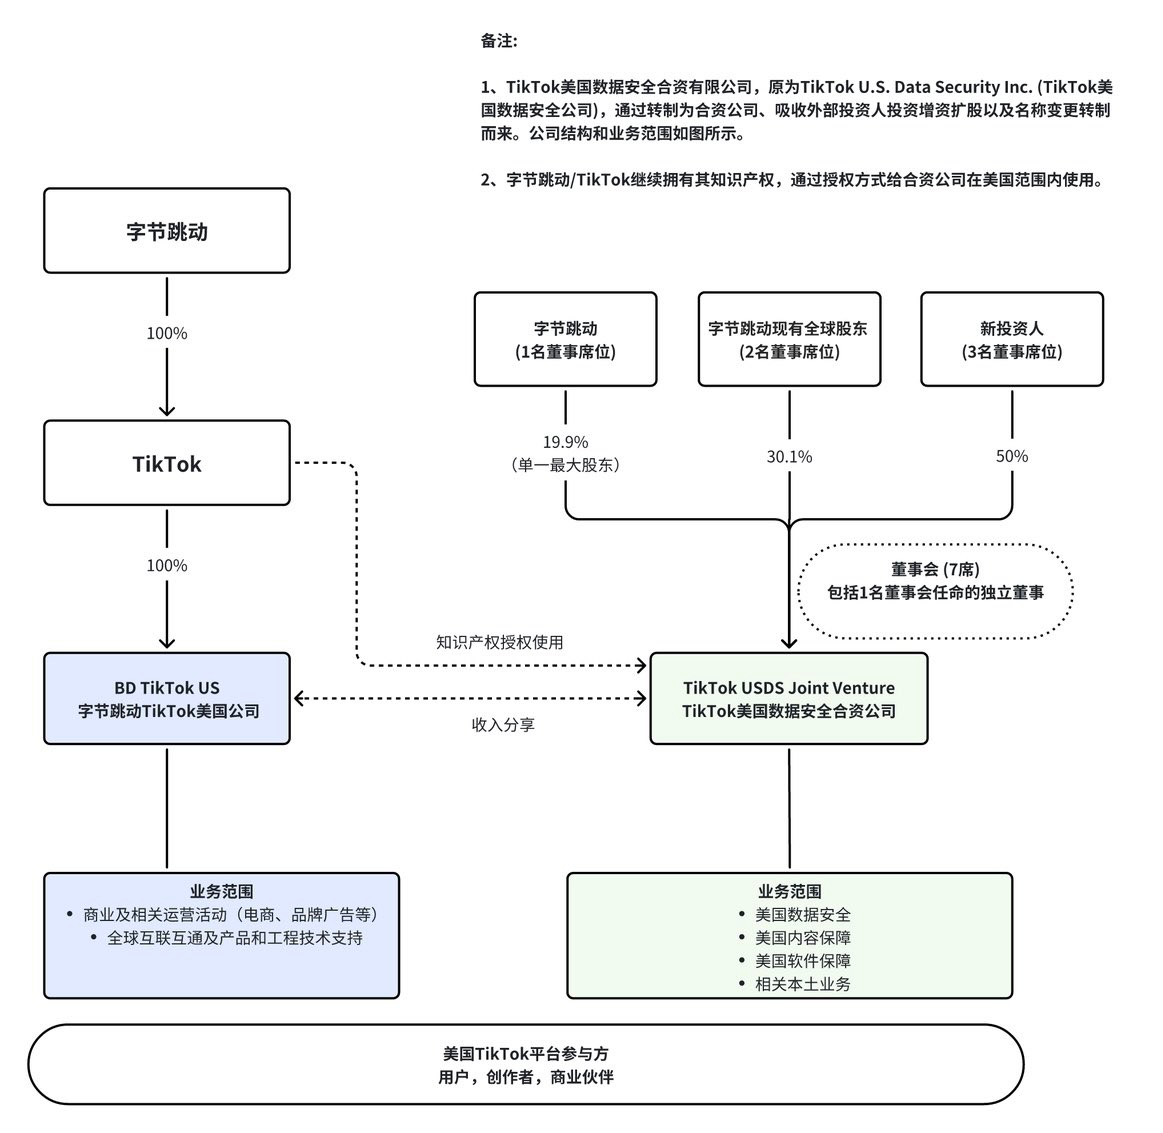 备注:
1、TikTok美国数据安全合资有限公司，原为TikTok U.S. Data Security Inc. (TikTok美
国数据安全公司)，通过转制为合资公司、吸收外部投资人投资增资扩股以及名称变更转制
而来。公司结构和业务范围如图所示。
2、字节跳动/TikTok继续拥有其知识产权，通过授权方式给合资公司在美国范围内使用。
字节跳动
100%
TikTok
100%
字节跳动
(1名董事席位)
字节跳动现有全球股东
(2名董事席位)
新投资人
(3名董事席位)
19.9%
（单一最大股东）
30.1%
50%
董事会 (7席)
包括1名董事会任命的独立董事
知识产权授权使用
收入分享
BD TikTok US
字节跳动TikTok美国公司
TikTok USDS Joint Venture
TikTok美国数据安全合资公司
业务范围
• 商业及相关运营活动（电商、品牌广告等）
• 全球互联互通及产品和工程技术支持
业务范围
• 美国数据安全
• 美国内容保障
• 美国软件保障
• 相关本土业务
美国TikTok平台参与方
用户，创作者，商业伙伴